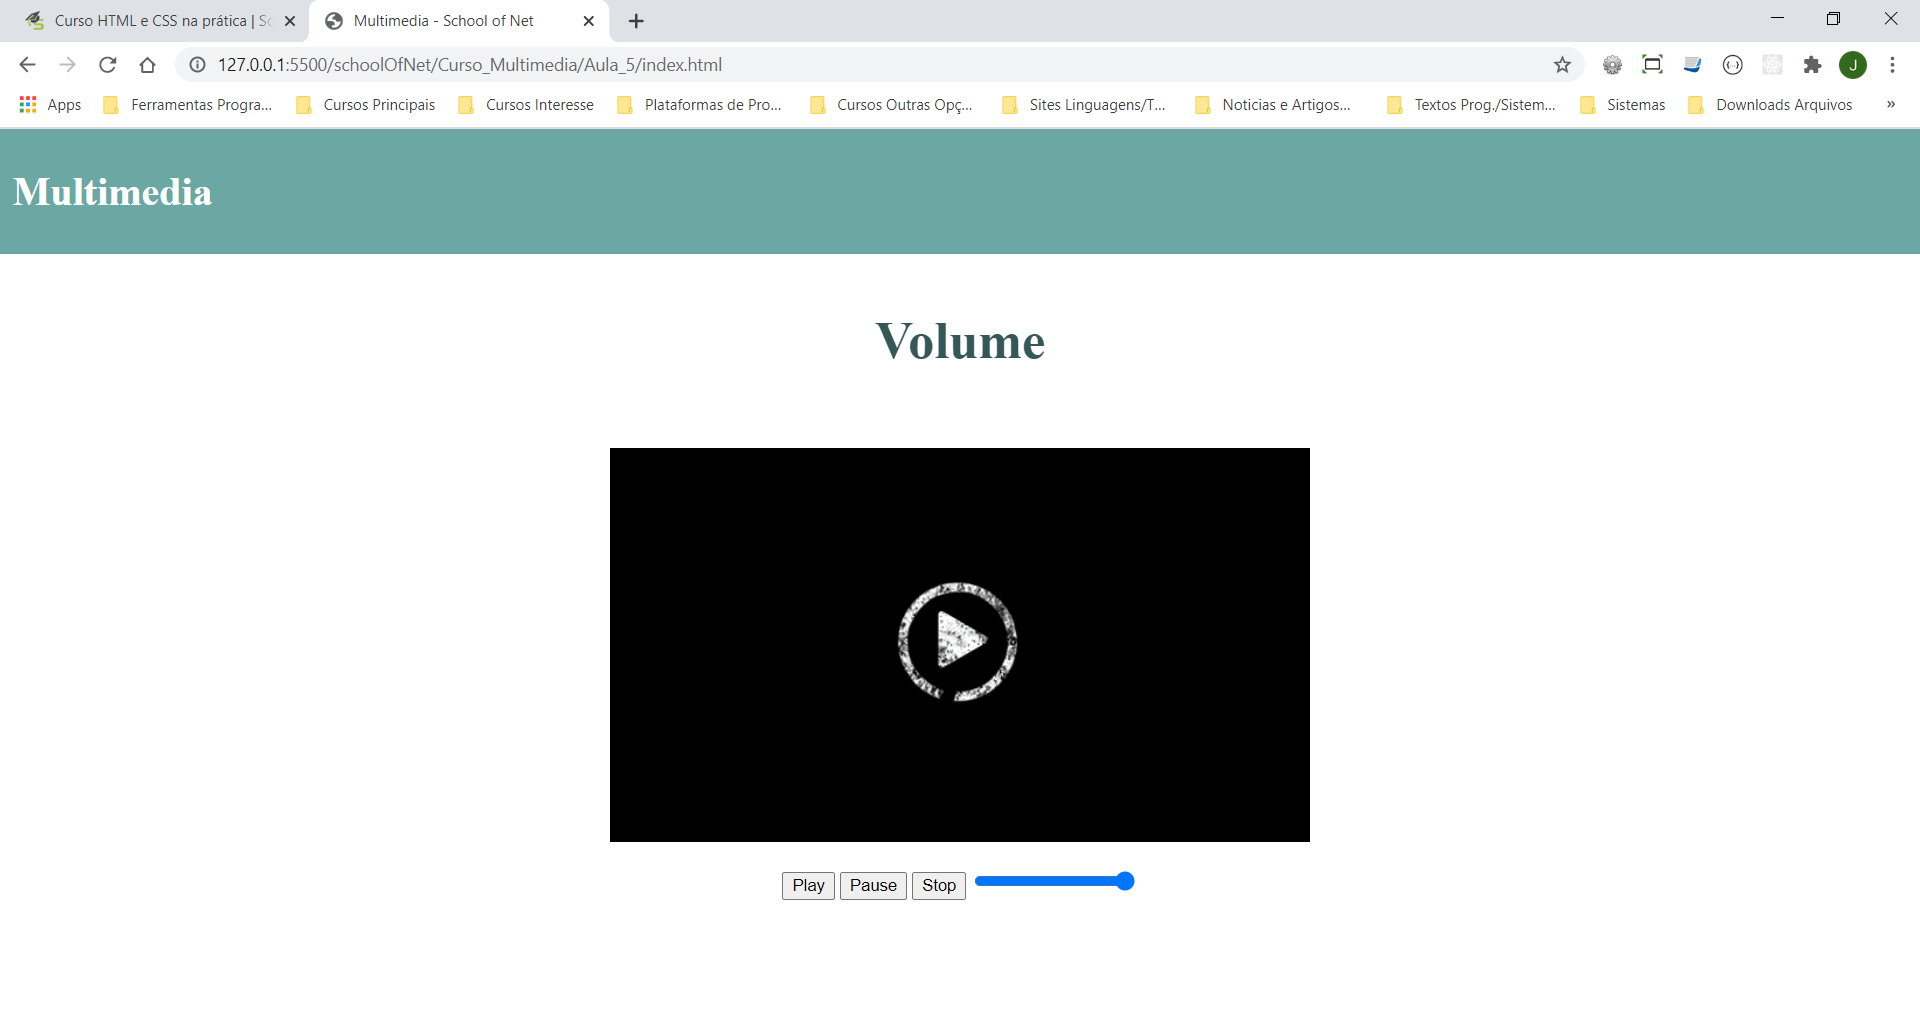 Curso HTML e CSS na prática | Sc
Multimedia - School of Net
127.0.0.1:5500/schoolOfNet/Curso_Multimedia/Aula_5/index.html
J
Apps
Ferramentas Progra...
Cursos Principais
Cursos Interesse
Plataformas de Pro...
Cursos Outras Opç...
Sites Linguagens/T...
Noticias e Artigos...
Textos Prog./Sistem...
Sistemas
Downloads Arquivos
»
Multimedia
Volume
Play Pause Stop